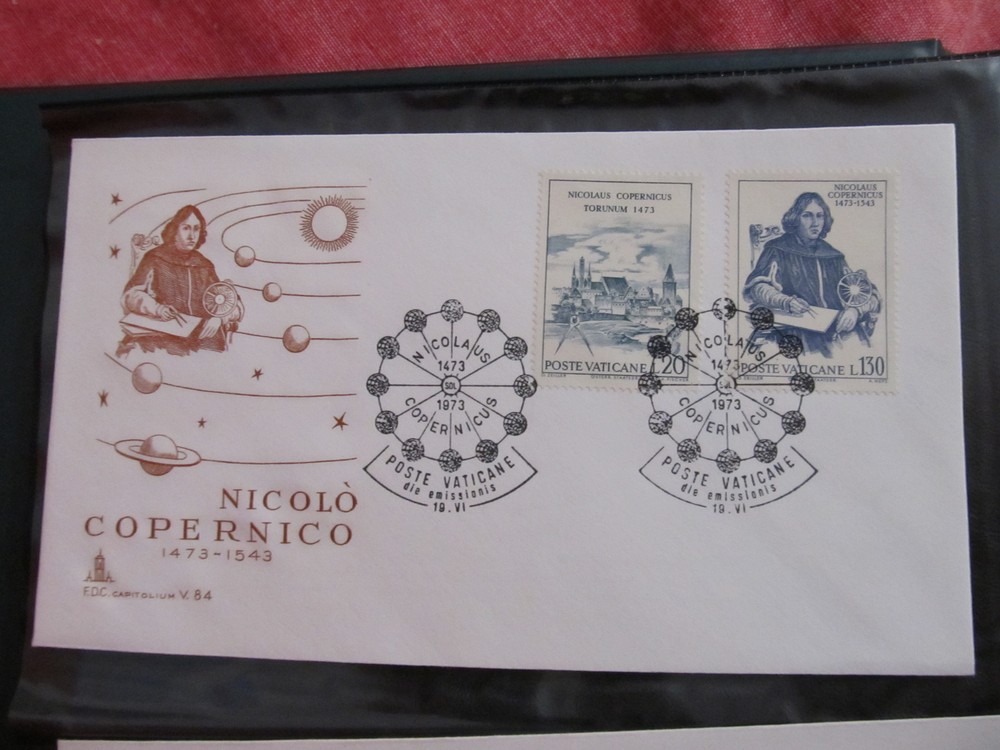 NICOLÒ
COPERNICO
1473-1543
F.D.C. CAPITOLIUM V. 84
NICOLAUS COPERNICUS
TORUNUM 1473
POSTE VATICANE L.20
NICOLAUS
COPERNICUS
1473-1543
POSTE VATICANE L.130
NICOLAUS
1473
SOL
1973
COPERNICUS
POSTE VATICANE
die emissionis
19. VI
NICOLAUS
1473
1973
COPERNICUS
POSTE VATICANE
die emissionis
19. VI